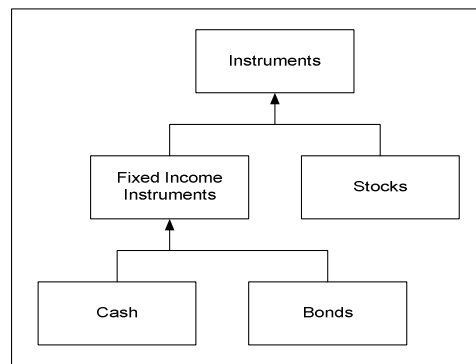 Instruments
Fixed Income
Instruments
Stocks
Cash
Bonds